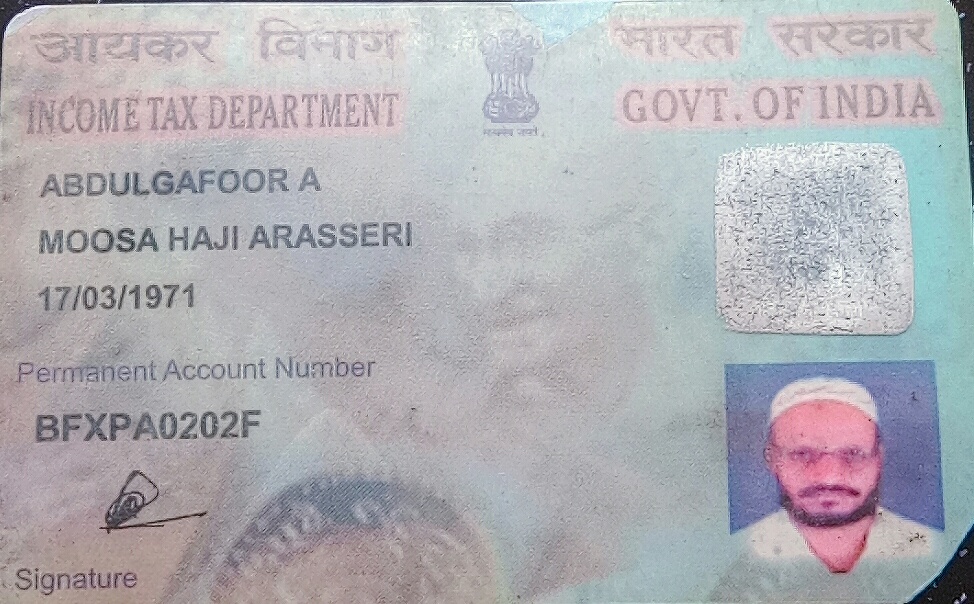 आयकर विभाग
भारत सरकार
INCOME TAX DEPARTMENT
GOVT. OF INDIA
सत्यमेव जयते
ABDULGAFOOR A
MOOSA HAJI ARASSERI
17/03/1971
Permanent Account Number
BFXPA0202F
Signature